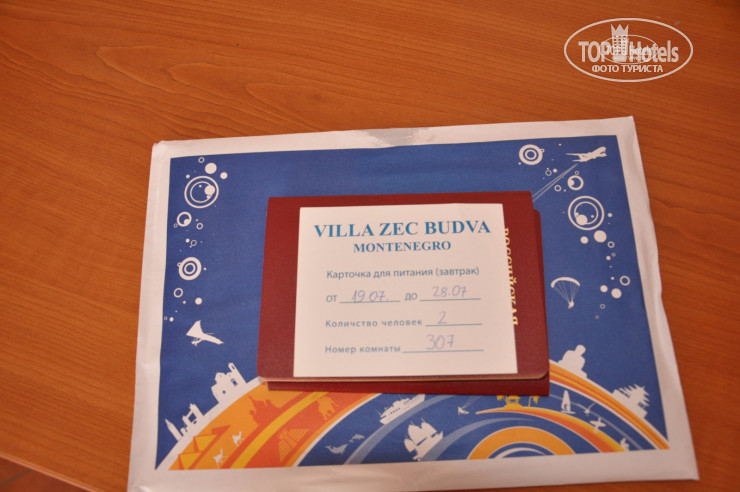 TOP Hotels
ФОТО ТУРИСТА
VILLA ZEC BUDVA
MONTENEGRO
Карточка для питания (завтрак)
от 19.07. до 28.07
Количство человек 2
Номер комнаты 307